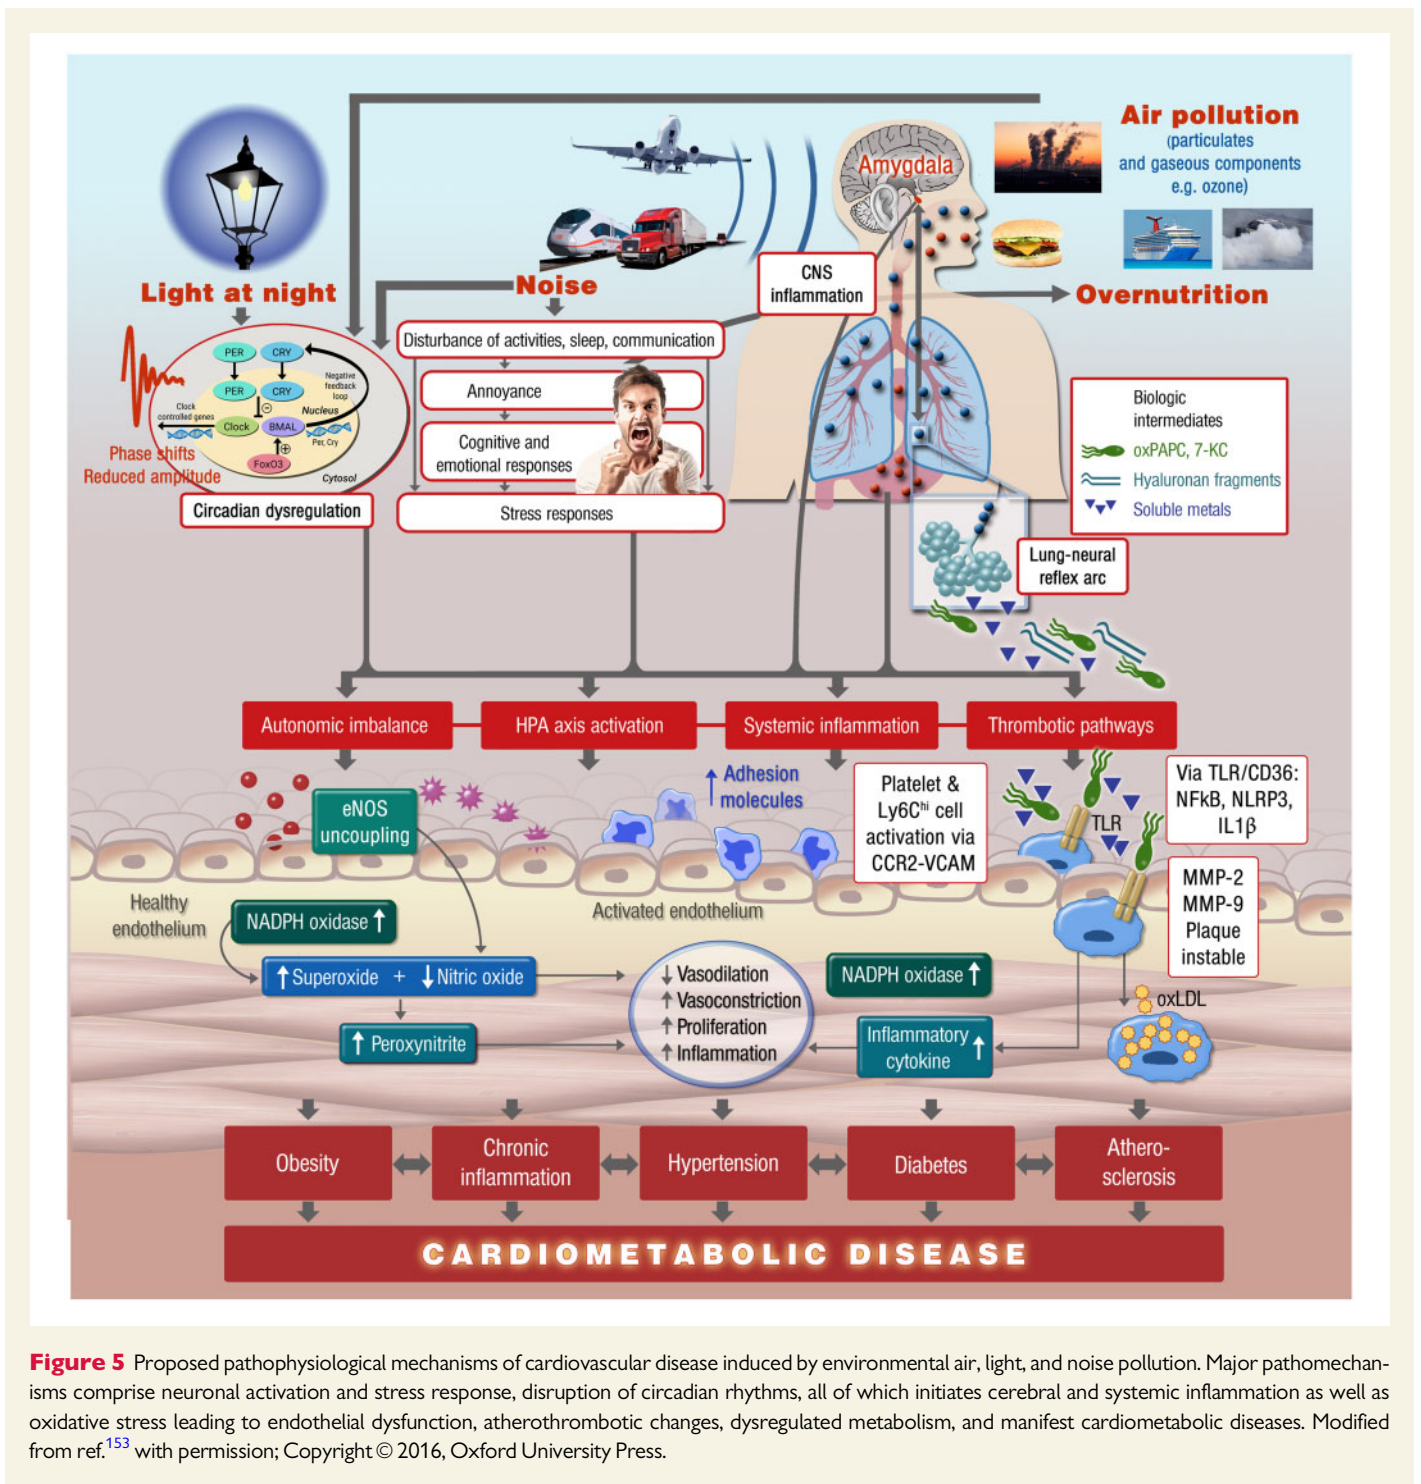 Air pollution
(particulates
and gaseous components
e.g. ozone)
Amygdala
Light at night
Noise
CNS
inflammation
Overnutrition
PER
CRY
PER
CRY
Negative
feedback
loop
Clock
controlled genes
Nucleus
Clock
BMAL
Per, Cry
FoxO3
Cytosol
Phase shifts
Reduced amplitude
Circadian dysregulation
Disturbance of activities, sleep, communication
Annoyance
Cognitive and
emotional responses
Stress responses
Biologic
intermediates
oxPAPC, 7-KC
Hyaluronan fragments
Soluble metals
Lung-neural
reflex arc
Autonomic imbalance
HPA axis activation
Systemic inflammation
Thrombotic pathways
eNOS
uncoupling
↑ Adhesion
molecules
Platelet &
Ly6Chi cell
activation via
CCR2-VCAM
TLR
Via TLR/CD36:
NFkB, NLRP3,
IL1β
MMP-2
MMP-9
Plaque
instable
Healthy
endothelium
NADPH oxidase ↑
Activated endothelium
↑ Superoxide + ↓ Nitric oxide
↑ Peroxynitrite
↓ Vasodilation
↑ Vasoconstriction
↑ Proliferation
↑ Inflammation
NADPH oxidase ↑
Inflammatory
cytokine ↑
oxLDL
Obesity
Chronic
inflammation
Hypertension
Diabetes
Athero-
sclerosis
CARDIOMETABOLIC DISEASE
Figure 5 Proposed pathophysiological mechanisms of cardiovascular disease induced by environmental air, light, and noise pollution. Major pathomechan-
isms comprise neuronal activation and stress response, disruption of circadian rhythms, all of which initiates cerebral and systemic inflammation as well as
oxidative stress leading to endothelial dysfunction, atherothrombotic changes, dysregulated metabolism, and manifest cardiometabolic diseases. Modified
from ref.153 with permission; Copyright © 2016, Oxford University Press.